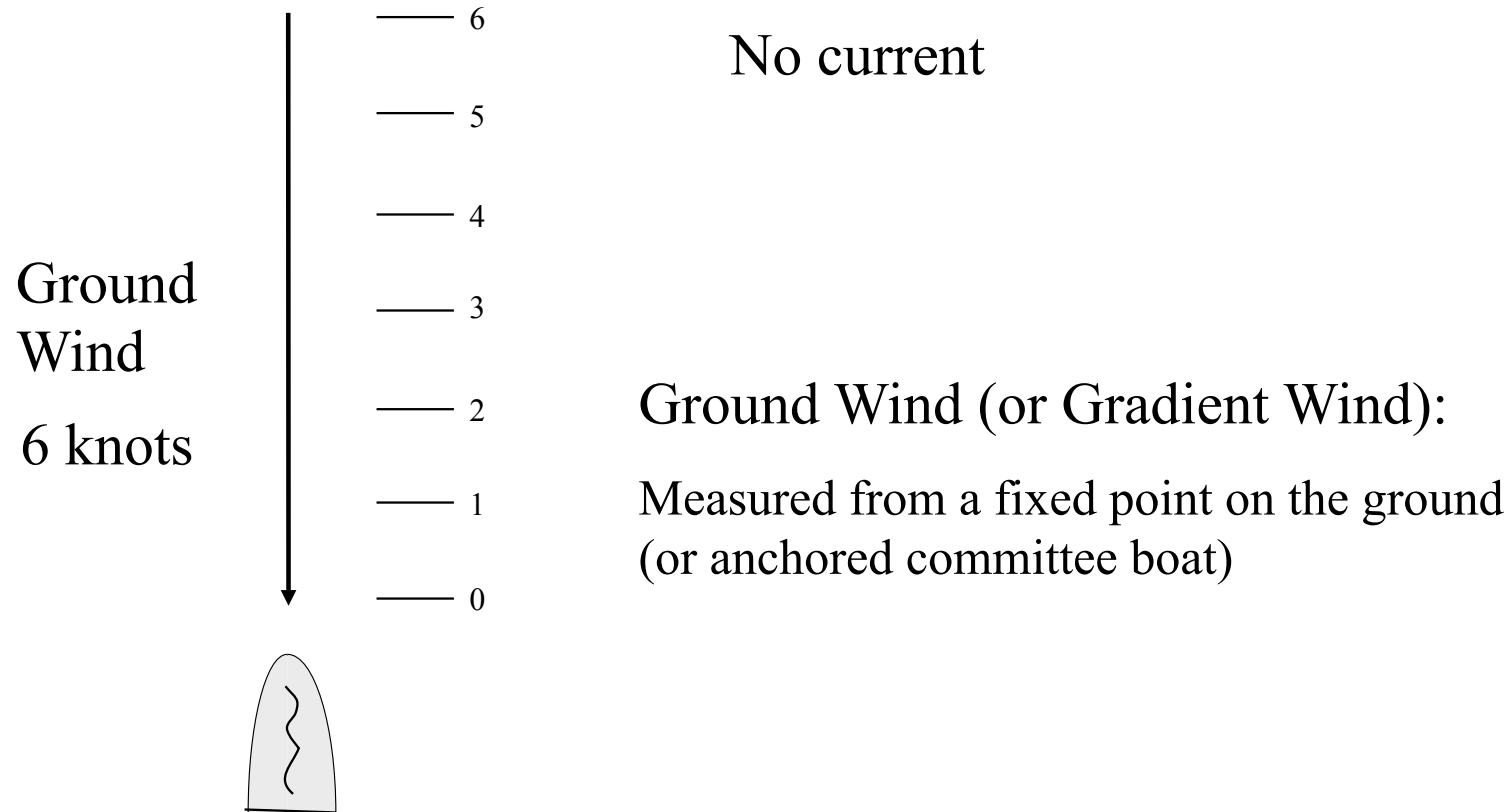 6
No current
5
4
Ground
Wind
3
2
Ground Wind (or Gradient Wind):
6 knots
1
Measured from a fixed point on the ground
(or anchored committee boat)
0